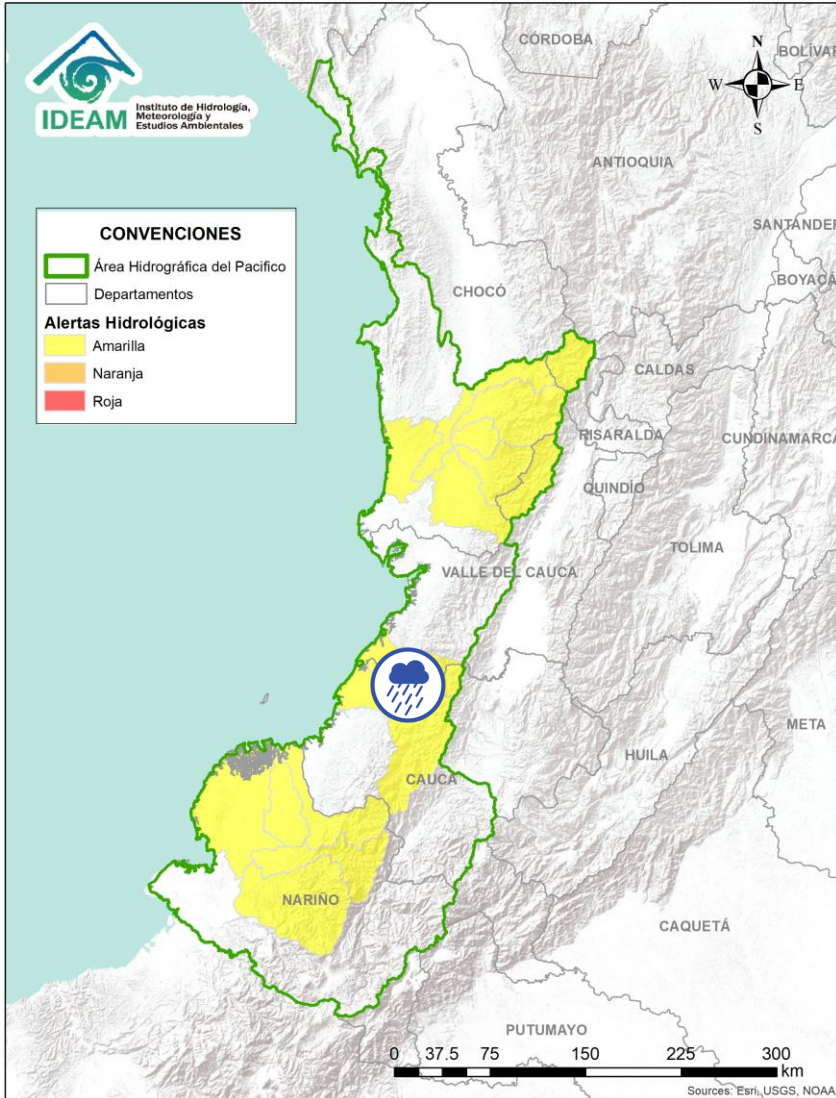 IDEAM
Instituto de Hidrología,
Meteorología y
Estudios Ambientales
CÓRDOBA
BOLÍVAR
N
W
E
S
ANTIOQUIA
SANTANDER
BOYACÁ
CONVENCIONES
Área Hidrográfica del Pacifico
Departamentos
Alertas Hidrológicas
Amarilla
Naranja
Roja
CHOCÓ
CALDAS
RISARALDA
CUNDINAMARCA
QUINDÍO
TOLIMA
VALLE DEL CAUCA
META
HUILA
CAUCA
NARIÑO
CAQUETÁ
PUTUMAYO
0 37.5 75 150 225 300
km
Sources: Esri, USGS, NOAA